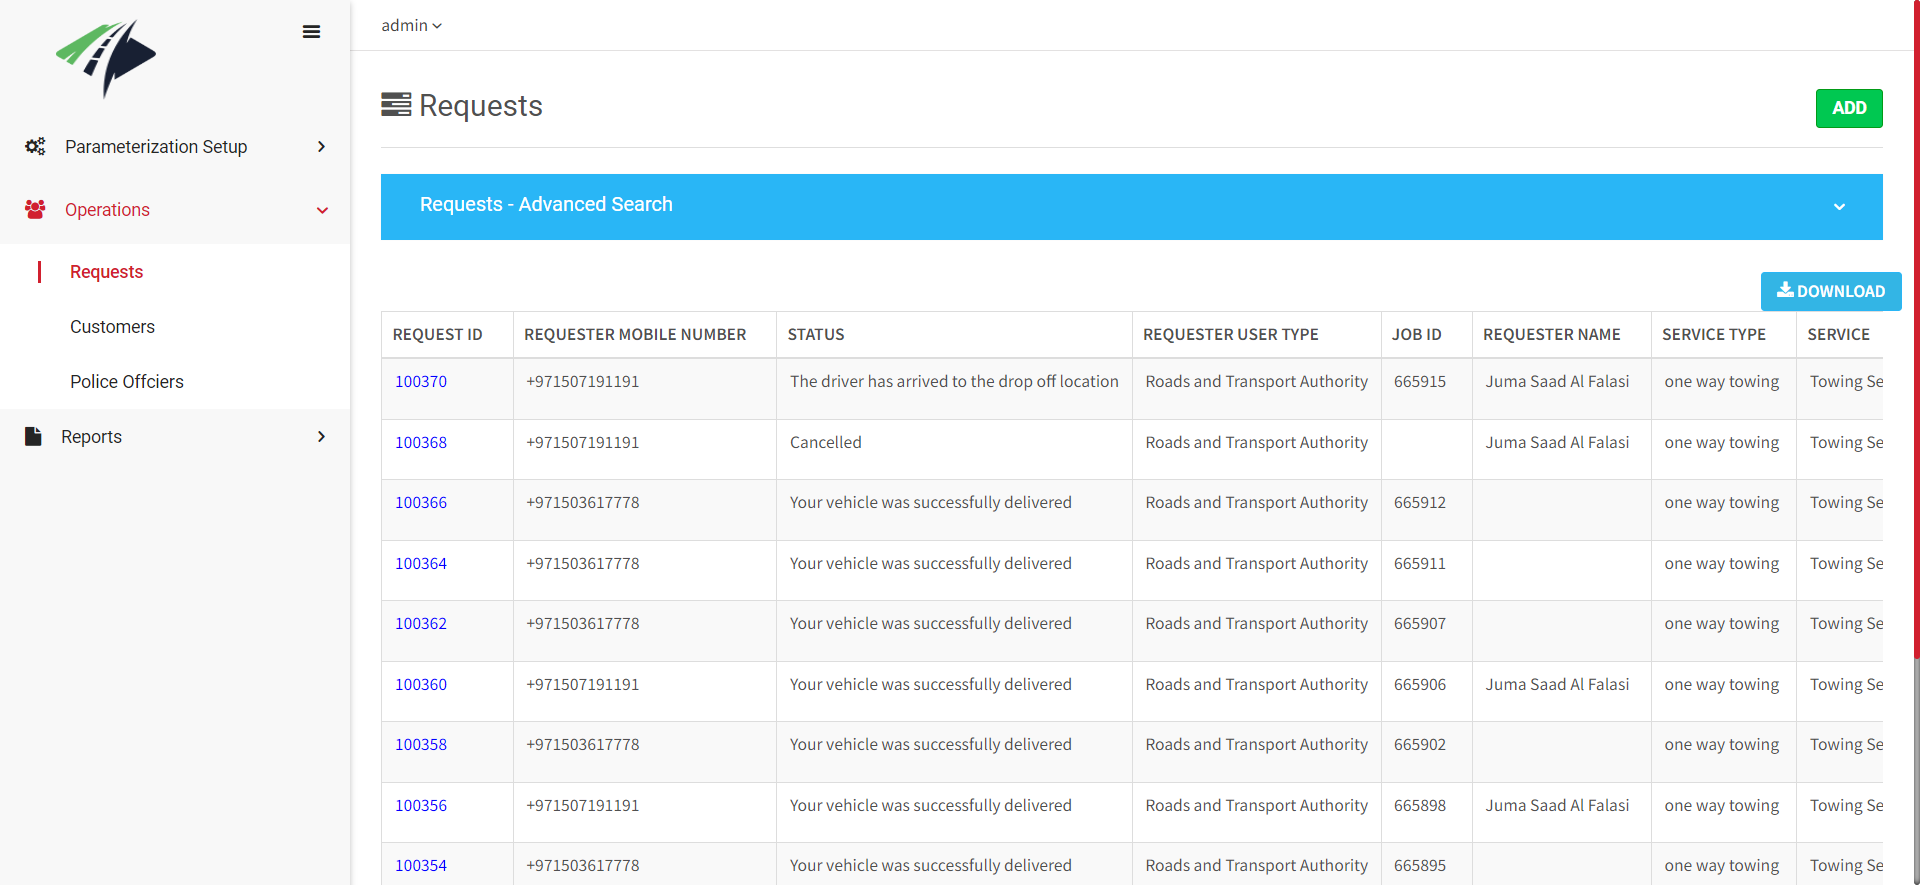 admin
Requests
ADD
Parameterization Setup
Operations
Requests
Customers
Police Offciers
Reports
Requests - Advanced Search
DOWNLOAD
REQUEST ID REQUESTER MOBILE NUMBER STATUS REQUESTER USER TYPE JOB ID REQUESTER NAME SERVICE TYPE SERVICE
100370 +971507191191 The driver has arrived to the drop off location Roads and Transport Authority 665915 Juma Saad Al Falasi one way towing Towing Se
100368 +971507191191 Cancelled Roads and Transport Authority Juma Saad Al Falasi one way towing Towing Se
100366 +971503617778 Your vehicle was successfully delivered Roads and Transport Authority 665912 one way towing Towing Se
100364 +971503617778 Your vehicle was successfully delivered Roads and Transport Authority 665911 one way towing Towing Se
100362 +971503617778 Your vehicle was successfully delivered Roads and Transport Authority 665907 one way towing Towing Se
100360 +971507191191 Your vehicle was successfully delivered Roads and Transport Authority 665906 Juma Saad Al Falasi one way towing Towing Se
100358 +971503617778 Your vehicle was successfully delivered Roads and Transport Authority 665902 one way towing Towing Se
100356 +971507191191 Your vehicle was successfully delivered Roads and Transport Authority 665898 Juma Saad Al Falasi one way towing Towing Se
100354 +971503617778 Your vehicle was successfully delivered Roads and Transport Authority 665895 one way towing Towing Se